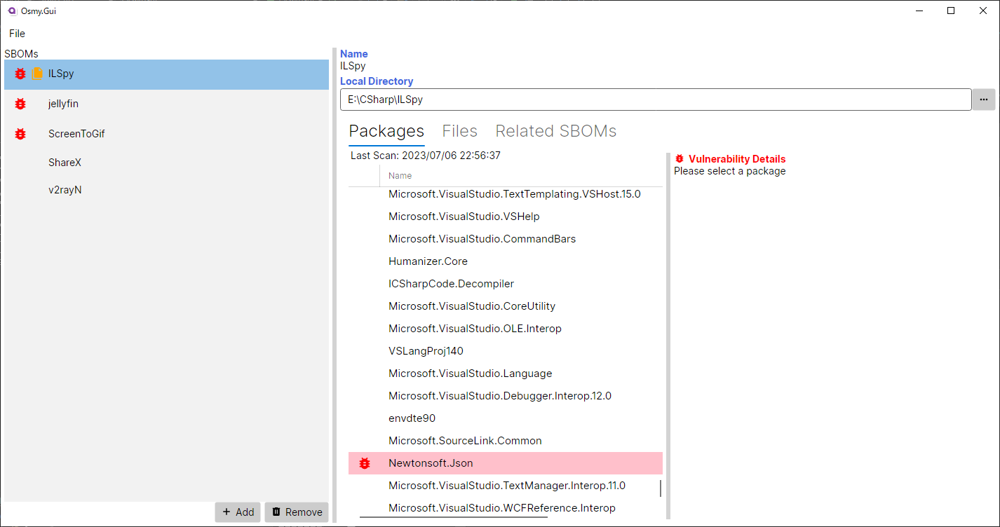 Osmy.Gui
File
SBOMs
ILSpy
jellyfin
ScreenToGif
ShareX
v2rayN
+ Add
Remove
Name
ILSpy
Local Directory
E:\CSharp\ILSpy
...
Packages Files Related SBOMs
Last Scan: 2023/07/06 22:56:37
Name
Microsoft.VisualStudio.TextTemplating.VSHost.15.0
Microsoft.VisualStudio.VSHelp
Microsoft.VisualStudio.CommandBars
Humanizer.Core
ICSharpCode.Decompiler
Microsoft.VisualStudio.CoreUtility
Microsoft.VisualStudio.OLE.Interop
VSLangProj140
Microsoft.VisualStudio.Language
Microsoft.VisualStudio.Debugger.Interop.12.0
envdte90
Microsoft.SourceLink.Common
Newtonsoft.Json
Microsoft.VisualStudio.TextManager.Interop.11.0
Microsoft.VisualStudio.WCFReference.Interop
Vulnerability Details
Please select a package